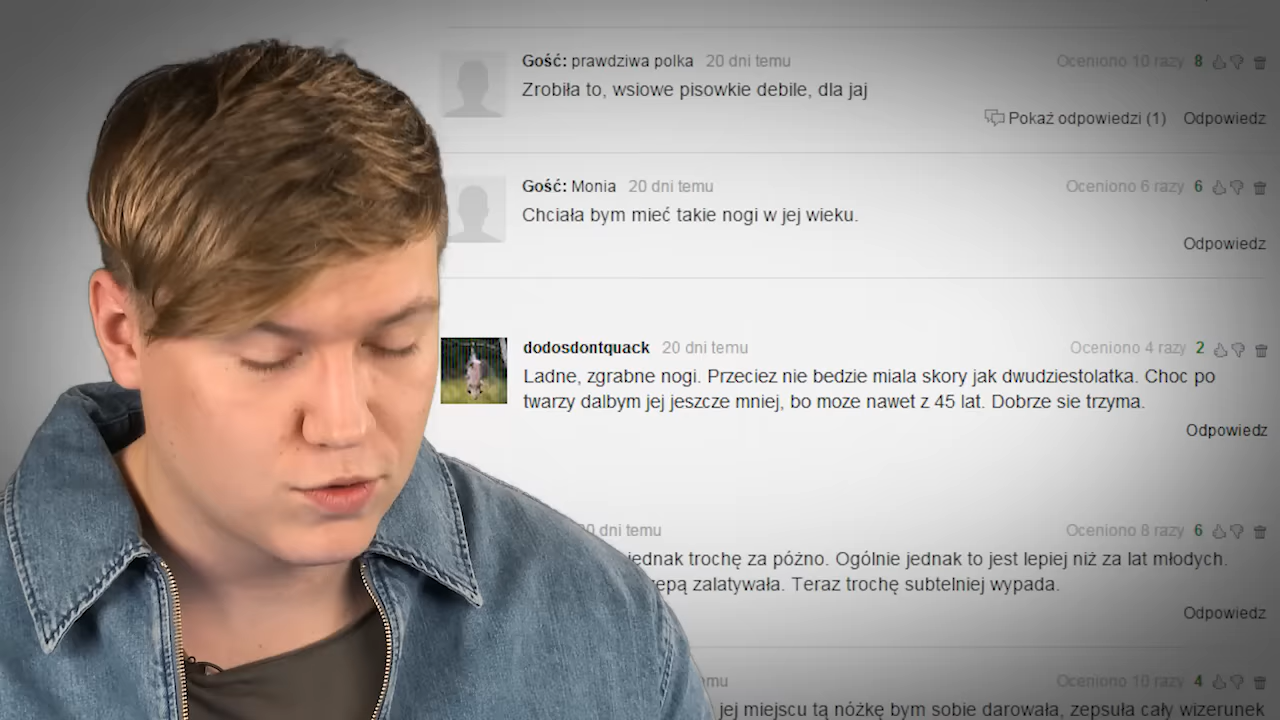 Gość: prawdziwa polka 20 dni temu Oceniono 10 razy 8
Zrobiła to, wsiowe pisowkie debile, dla jaj
Pokaż odpowiedzi (1) Odpowiedz
Gość: Monia 20 dni temu Oceniono 6 razy 6
Chciała bym mieć takie nogi w jej wieku.
Odpowiedz
dodosdontquack 20 dni temu Oceniono 4 razy 2
Ladne, zgrabne nogi. Przeciez nie bedzie miala skory jak dwudziestolatka. Choc po
twarzy dalbym jej jeszcze mniej, bo moze nawet z 45 lat. Dobrze sie trzyma.
Odpowiedz
dni temu Oceniono 8 razy 6
jednak trochę za późno. Ogólnie jednak to jest lepiej niż za lat młodych.
zalatywała. Teraz trochę subtelniej wypada.
Odpowiedz
Oceniono 10 razy 4
jej miejscu tą nóżkę bym sobie darowała, zepsuła cały wizerunek